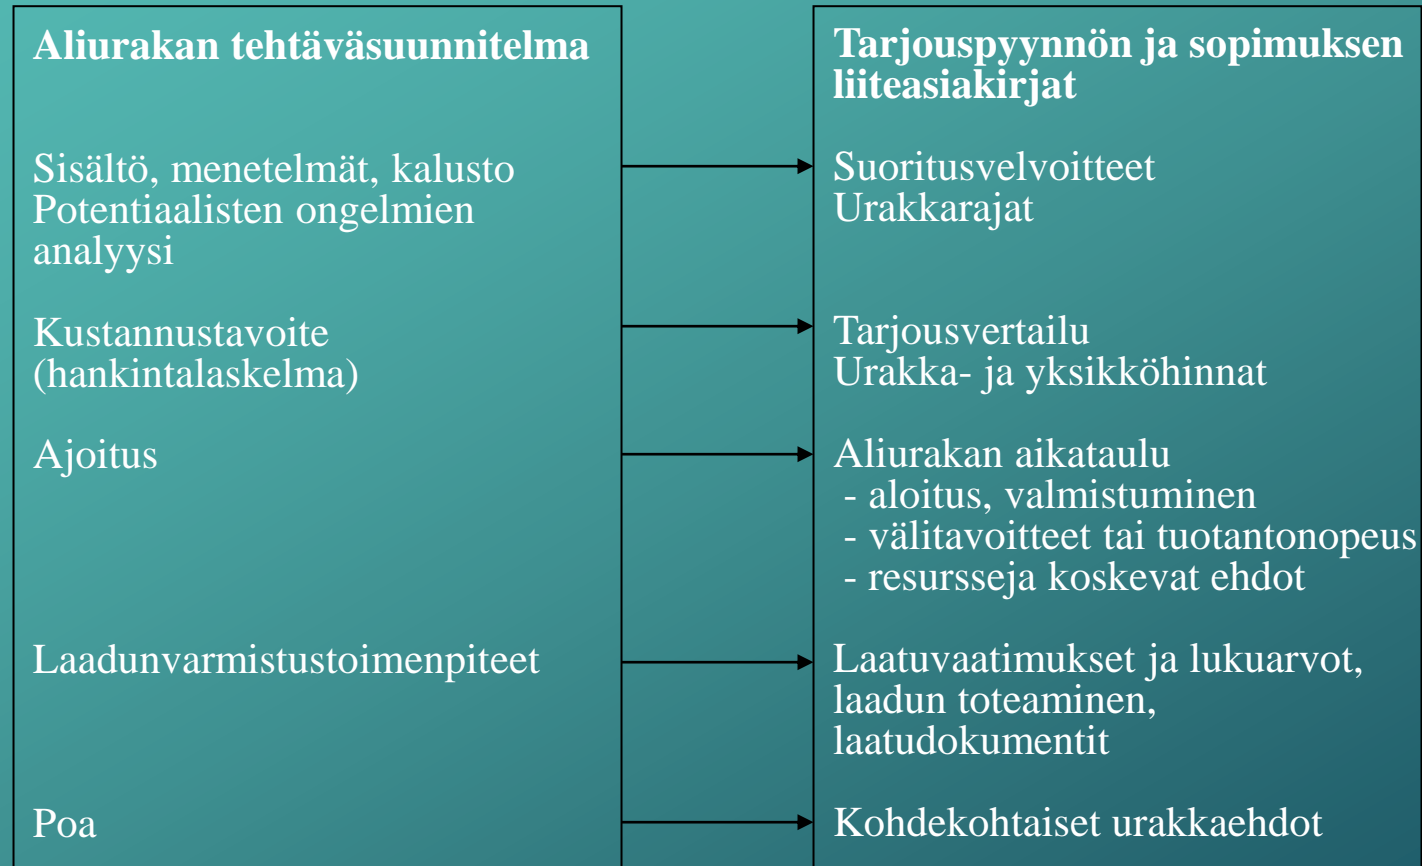 Aliurakan tehtäväsuunnitelma
Sisältö, menetelmät, kalusto
Potentiaalisten ongelmien
analyysi
Kustannustavoite
(hankintalaskelma)
Ajoitus
Laadunvarmistustoimenpiteet
Poa
Tarjouspyynnön ja sopimuksen
liiteasiakirjat
Suoritusvelvoitteet
Urakkarajat
Tarjousvertailu
Urakka- ja yksikköhinnat
Aliurakan aikataulu
- aloitus, valmistuminen
- välitavoitteet tai tuotantonopeus
- resursseja koskevat ehdot
Laatuvaatimukset ja lukuarvot,
laadun toteaminen,
laatudokumentit
Kohdekohtaiset urakkaehdot